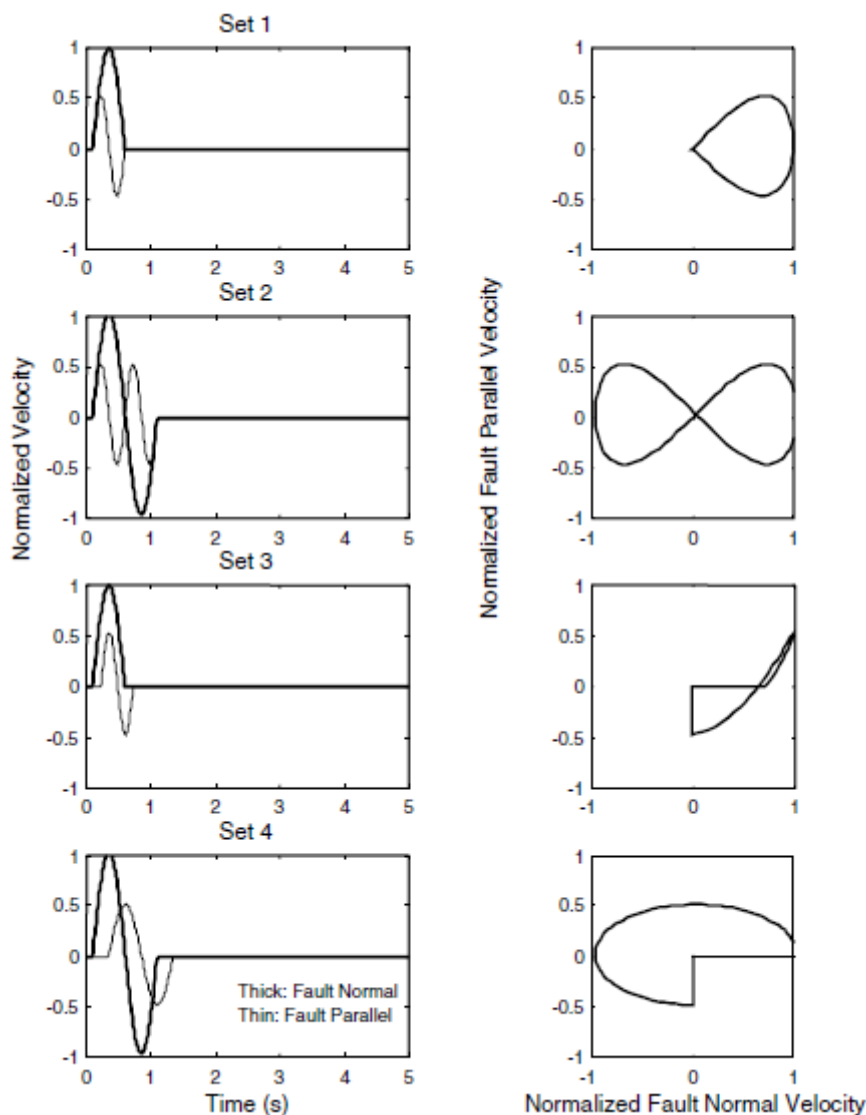 Set 1
1
0.5
0
-0.5
-1
0 1 2 3 4 5
1
0.5
0
-0.5
-1
-1 0 1
Set 2
1
0.5
0
-0.5
-1
0 1 2 3 4 5
1
0.5
0
-0.5
-1
-1 0 1
Normalized Velocity
Normalized Fault Parallel Velocity
Set 3
1
0.5
0
-0.5
-1
0 1 2 3 4 5
1
0.5
0
-0.5
-1
-1 0 1
Set 4
1
0.5
0
-0.5
-1
0 1 2 3 4 5
Thick: Fault Normal
Thin: Fault Parallel
Time (s)
1
0.5
0
-0.5
-1
-1 0 1
Normalized Fault Normal Velocity